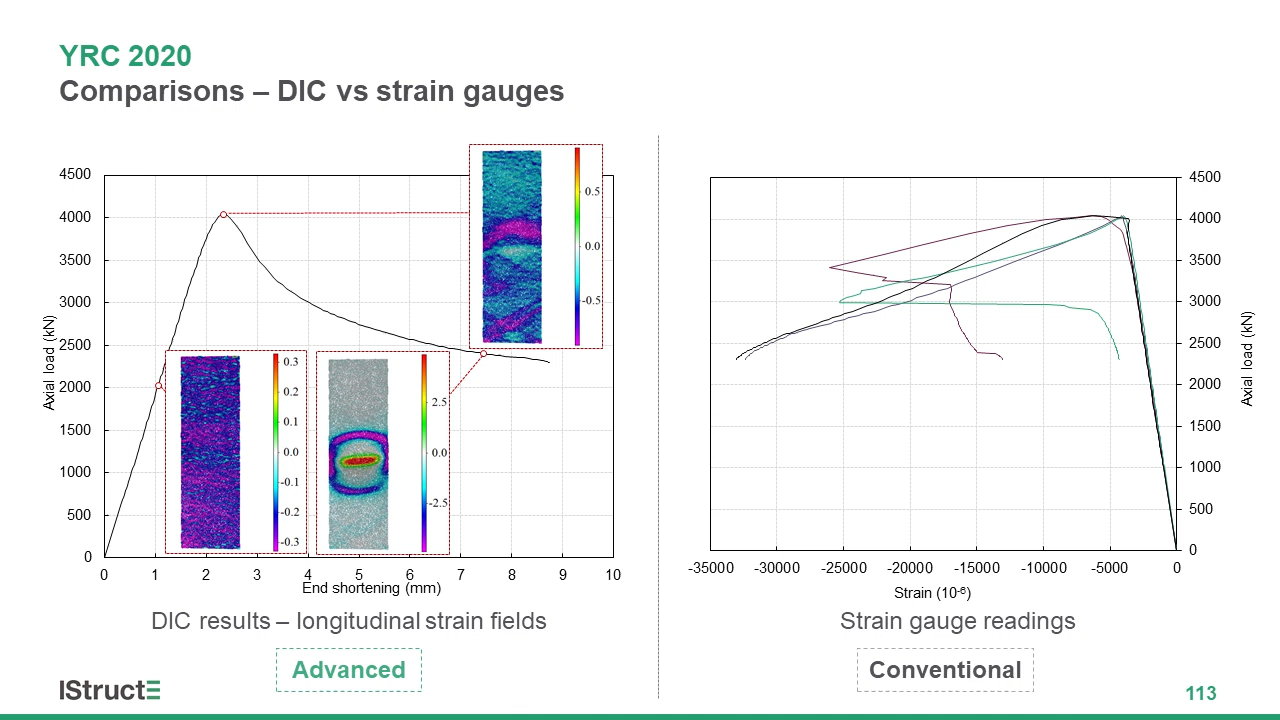 YRC 2020
Comparisons – DIC vs strain gauges
4500
4000
3500
3000
2500
2000
1500
1000
500
0
Axial load (kN)
0 1 2 3 4 5 6 7 8 9 10
End shortening (mm)
0.5
0.0
-0.5
0.3
0.2
0.1
0.0
-0.1
-0.2
-0.3
2.5
0.0
-2.5
DIC results – longitudinal strain fields
Advanced
4500
4000
3500
3000
2500
2000
1500
1000
500
0
Axial load (kN)
-35000 -30000 -25000 -20000 -15000 -10000 -5000 0
Strain (10⁻⁶)
Strain gauge readings
Conventional
IStructE
113